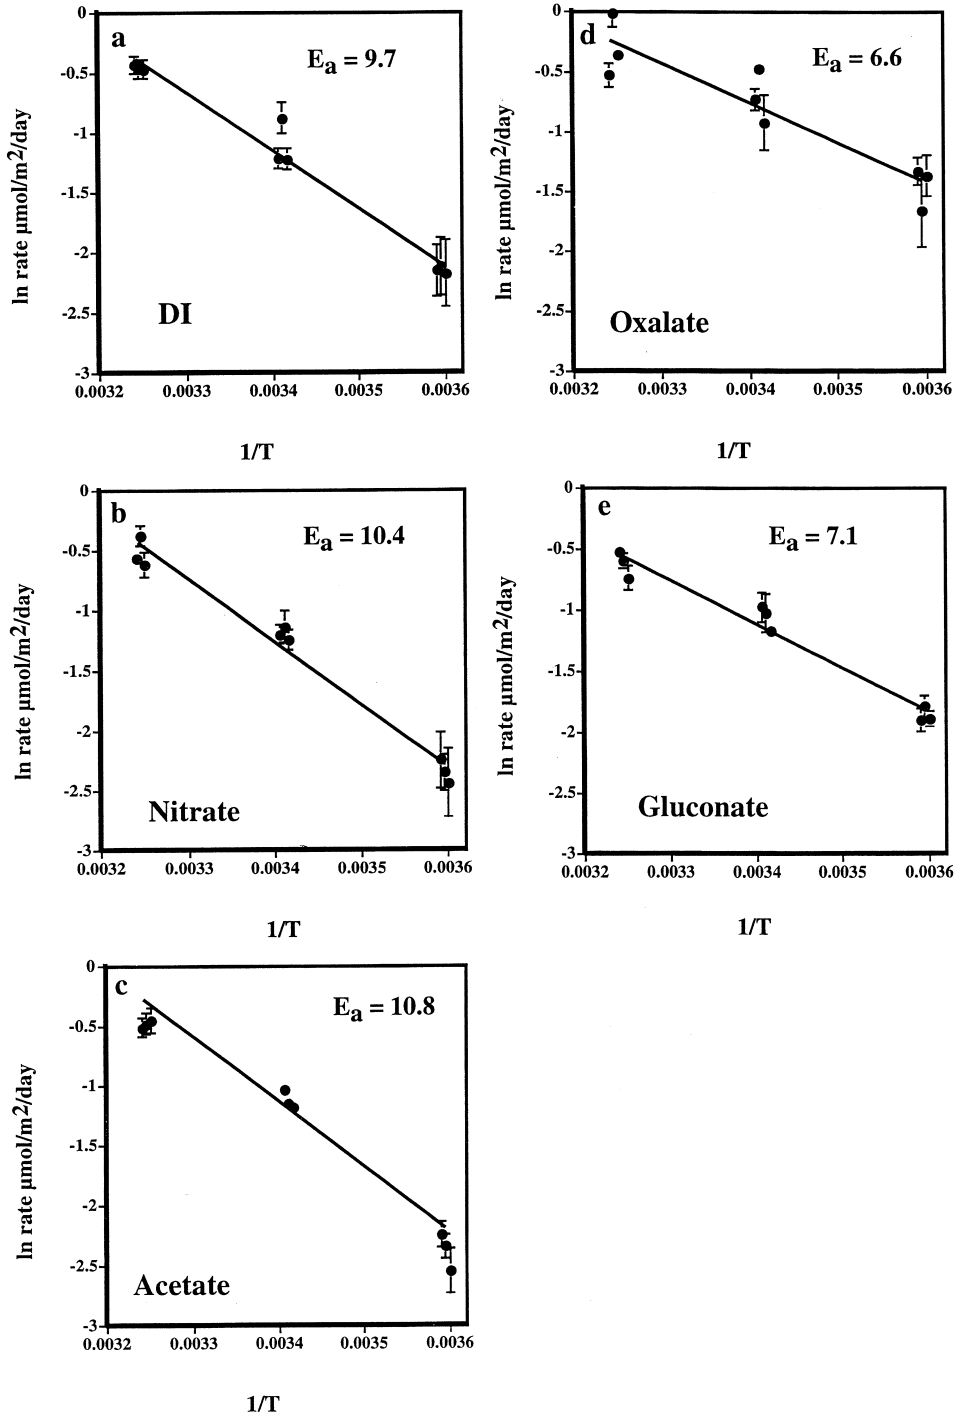 a
Ea = 9.7
DI
ln rate µmol/m2/day
0
-0.5
-1
-1.5
-2
-2.5
-3
0.0032 0.0033 0.0034 0.0035 0.0036
1/T
d
Ea = 6.6
Oxalate
ln rate µmol/m2/day
0
-0.5
-1
-1.5
-2
-2.5
-3
0.0032 0.0033 0.0034 0.0035 0.0036
1/T
b
Ea = 10.4
Nitrate
ln rate µmol/m2/day
0
-0.5
-1
-1.5
-2
-2.5
-3
0.0032 0.0033 0.0034 0.0035 0.0036
1/T
e
Ea = 7.1
Gluconate
ln rate µmol/m2/day
0
-0.5
-1
-1.5
-2
-2.5
-3
0.0032 0.0033 0.0034 0.0035 0.0036
1/T
c
Ea = 10.8
Acetate
ln rate µmol/m2/day
0
-0.5
-1
-1.5
-2
-2.5
-3
0.0032 0.0033 0.0034 0.0035 0.0036
1/T